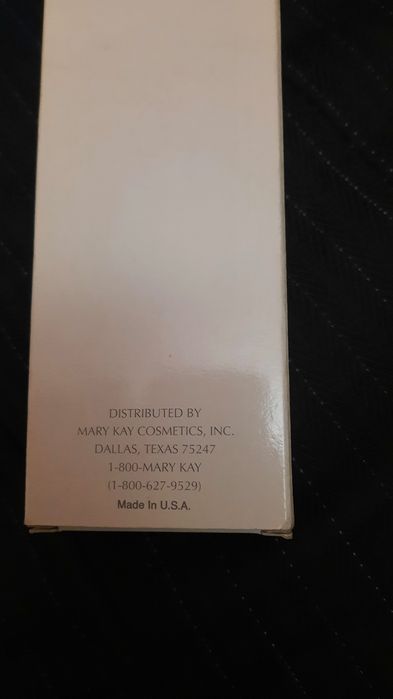 DISTRIBUTED BY
MARY KAY COSMETICS, INC.
DALLAS, TEXAS 75247
1-800-MARY KAY
(1-800-627-9529)
Made In U.S.A.